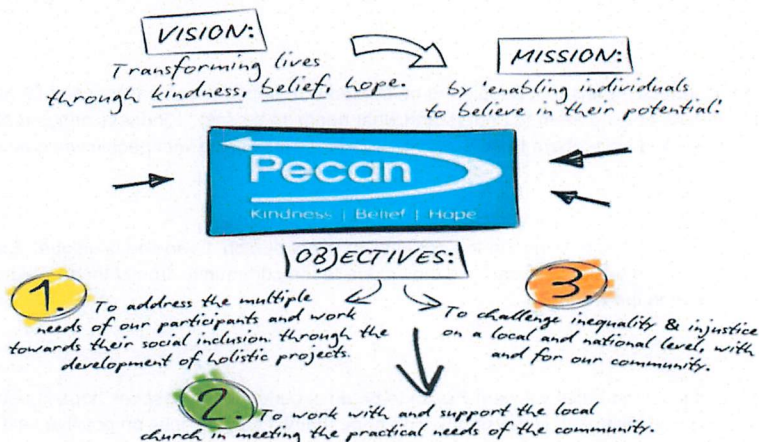 VISION:
Transforming lives
through kindness, belief, hope.
MISSION:
by 'enabling individuals
to believe in their potential'.
Pecan
Kindness | Belief | Hope
OBJECTIVES:
1. To address the multiple
needs of our participants and work
towards their social inclusion through the
development of holistic projects.
2. To work with and support the local
church in meeting the practical needs of the community.
3. To challenge inequality & injustice
on a local and national level, with
and for our community.